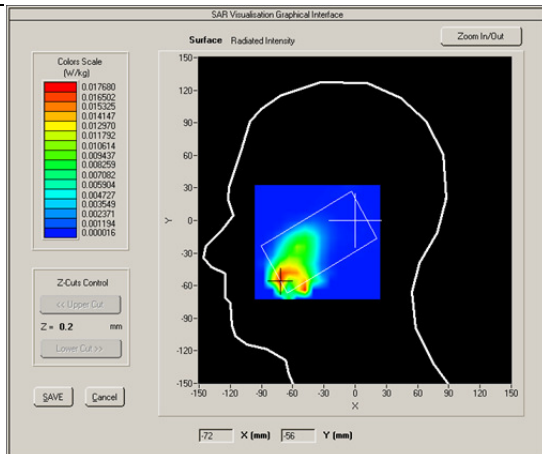 SAR Visualisation Graphical Interface
Surface Radiated Intensity
Zoom In/Out
Colors Scale
(W/kg)
0.017680
0.016502
0.015325
0.014147
0.012970
0.011792
0.010614
0.009437
0.008259
0.007082
0.005904
0.004727
0.003549
0.002371
0.001194
0.000016
Z-Cuts Control
<< Upper Cut
Z = 0.2 mm
Lower Cut >>
SAVE Cancel
150
120
90
60
30
0
-30
-60
-90
-120
-150
Y
-150 -120 -90 -60 -30 0 30 60 90 120 150
X
-72 X (mm) -56 Y (mm)